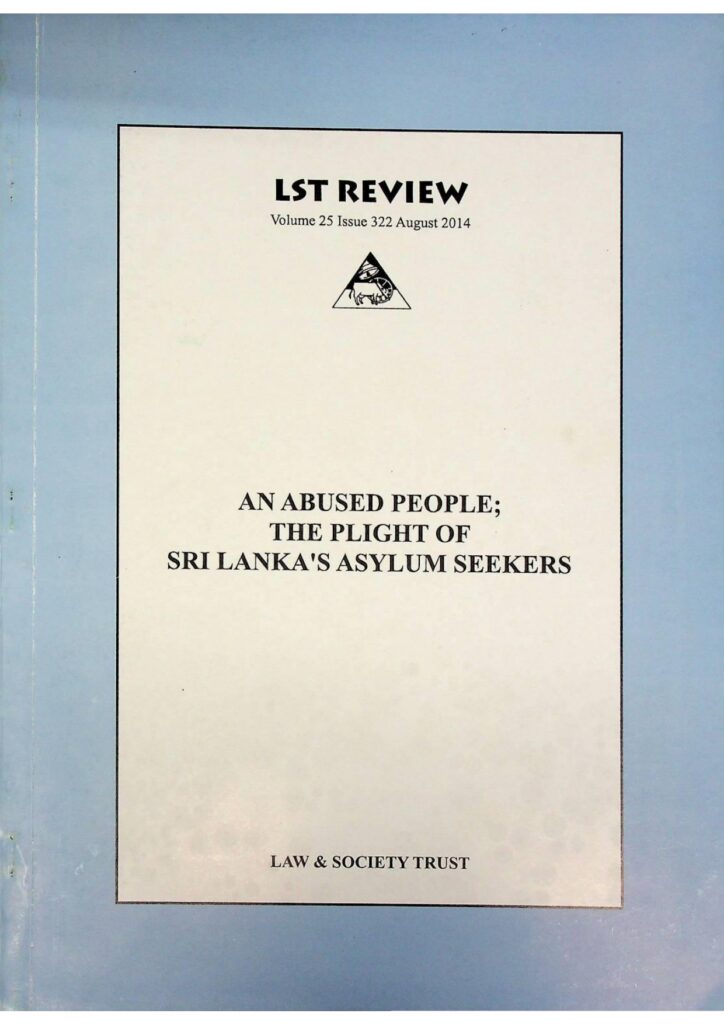 LST REVIEW
Volume 25 Issue 322 August 2014
AN ABUSED PEOPLE;
THE PLIGHT OF
SRI LANKA'S ASYLUM SEEKERS
LAW & SOCIETY TRUST